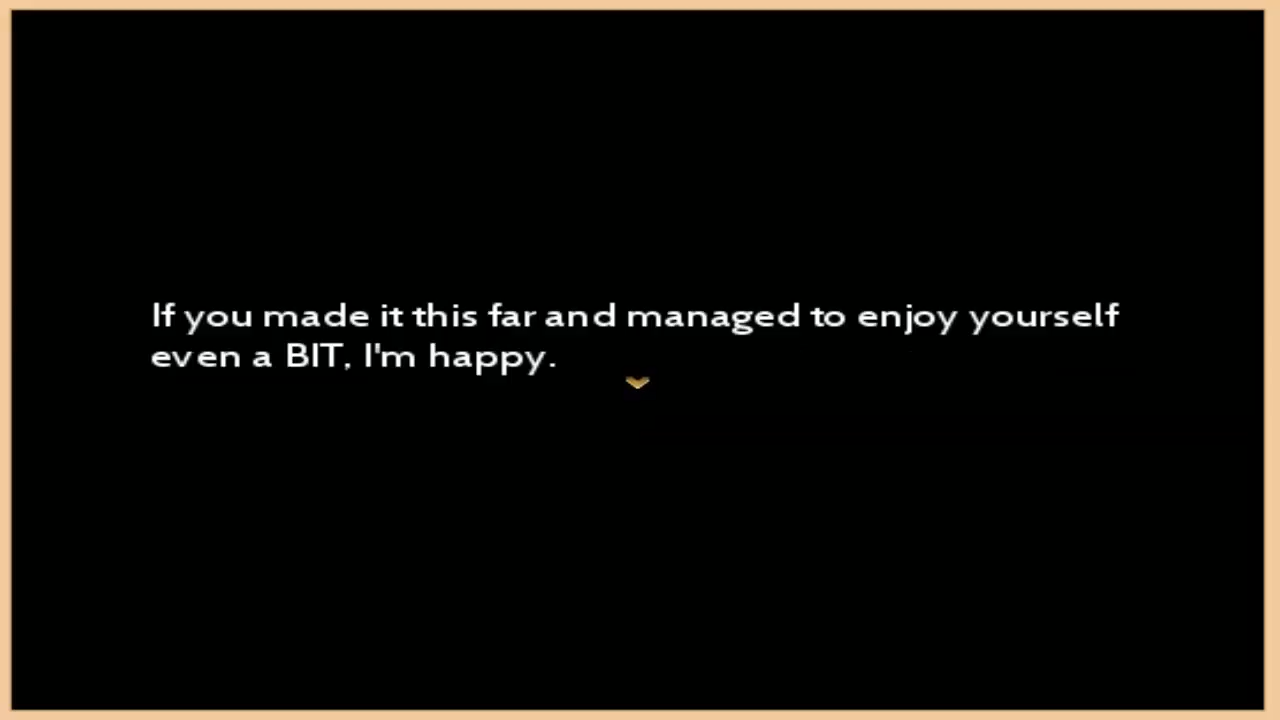 If you made it this far and managed to enjoy yourself
even a BIT, I'm happy.